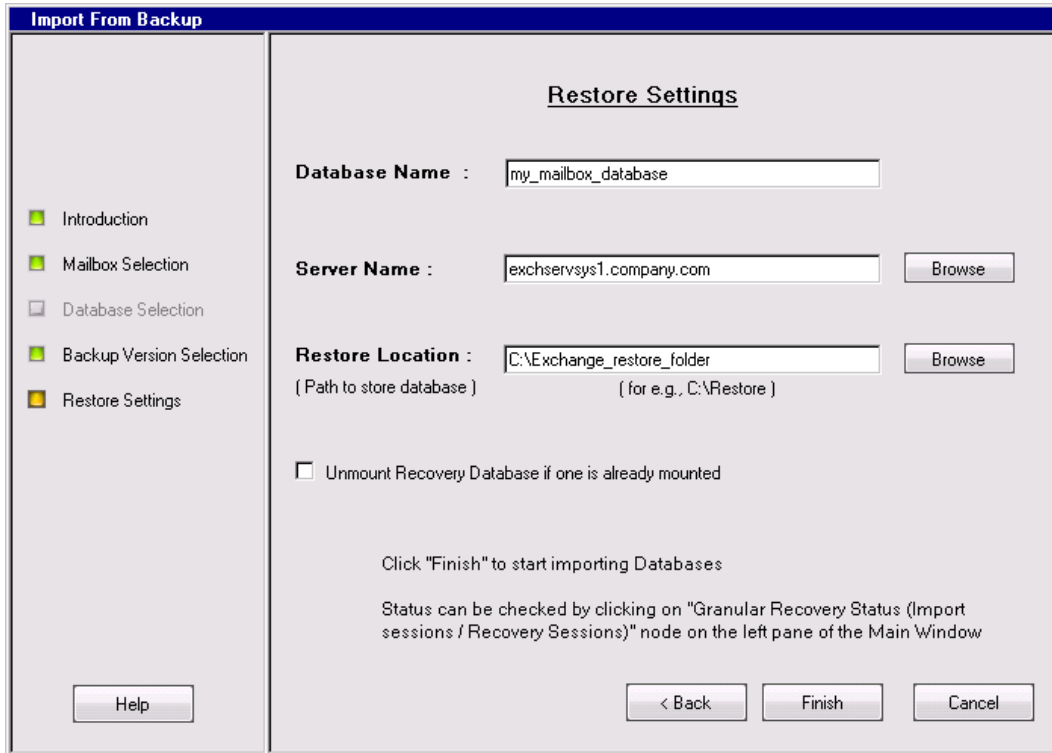 Import From Backup
Introduction
Mailbox Selection
Database Selection
Backup Version Selection
Restore Settings
Help
Restore Settings
Database Name :
my_mailbox_database
Server Name :
exchservsys1.company.com
Browse
Restore Location :
C:\Exchange_restore_folder
Browse
( Path to store database )
( for e.g., C:\Restore )
Unmount Recovery Database if one is already mounted
Click "Finish" to start importing Databases
Status can be checked by clicking on "Granular Recovery Status (Import
sessions / Recovery Sessions)" node on the left pane of the Main Window
< Back
Finish
Cancel